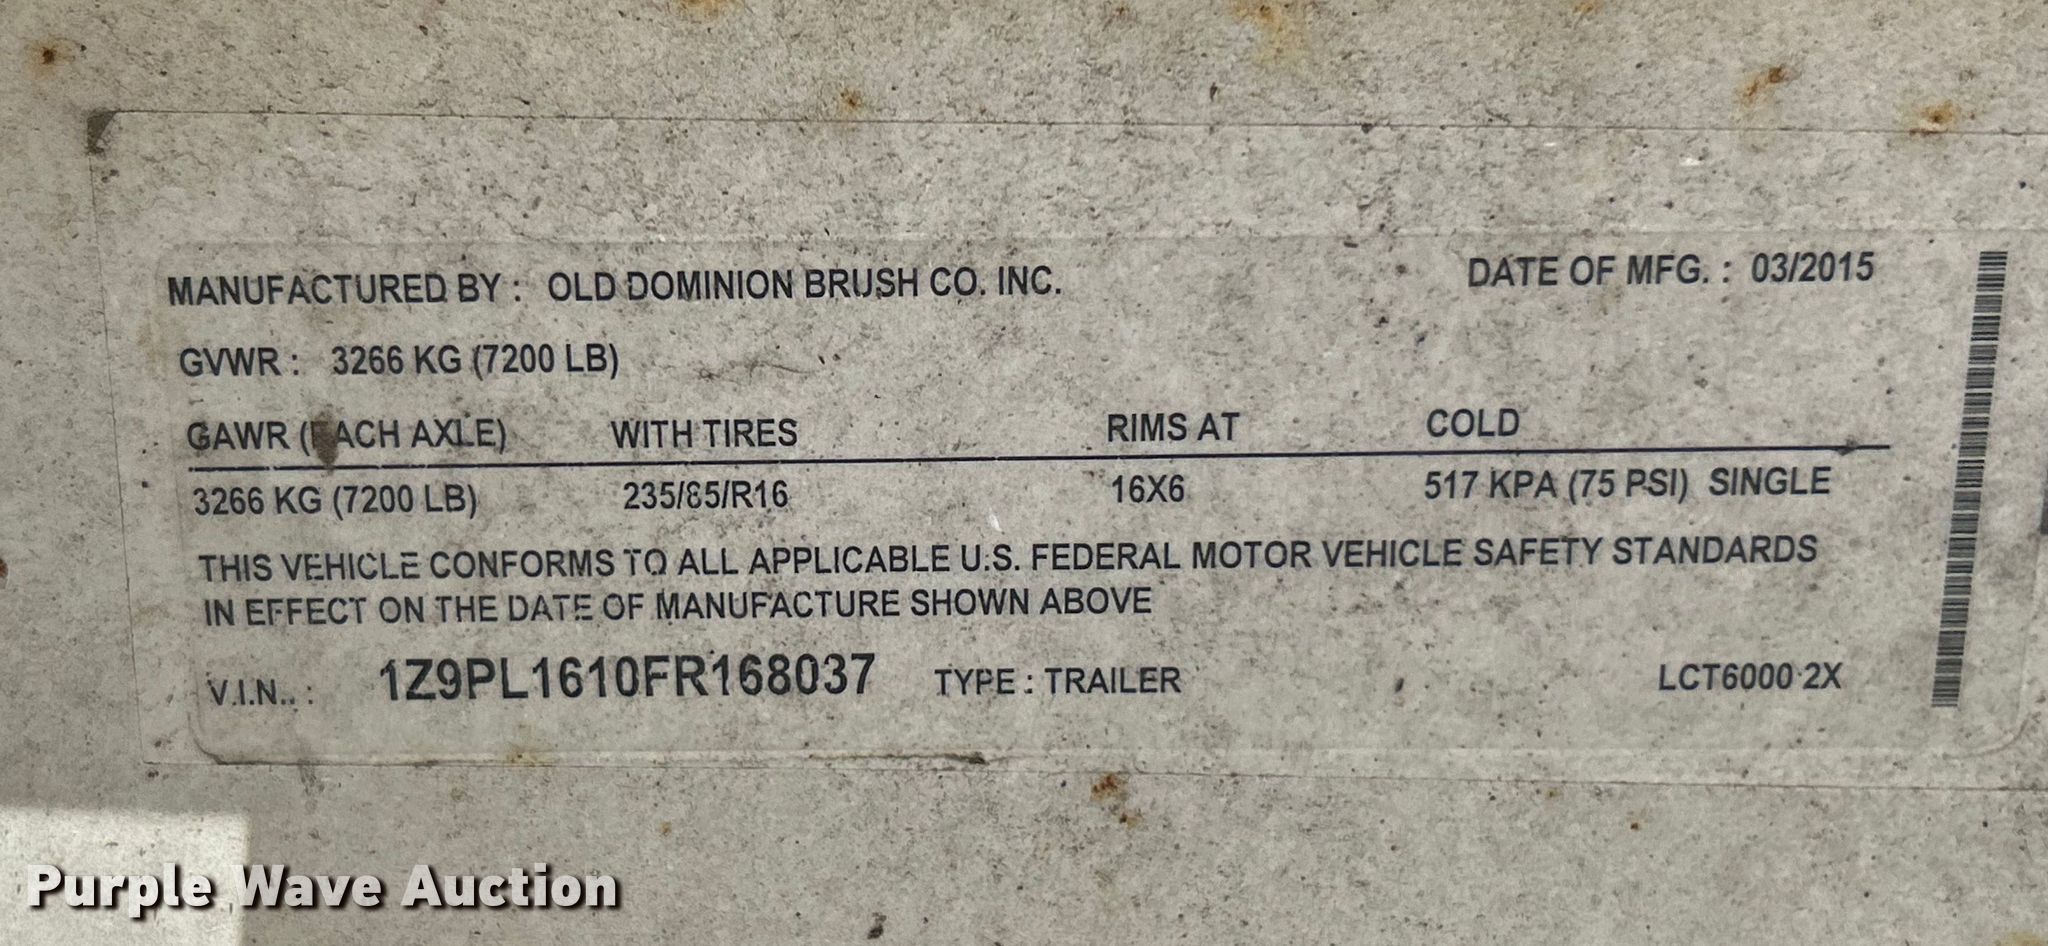 MANUFACTURED BY : OLD DOMINION BRUSH CO. INC. DATE OF MFG. : 03/2015
GVWR : 3266 KG (7200 LB)
GAWR (EACH AXLE) WITH TIRES RIMS AT COLD
3266 KG (7200 LB) 235/85/R16 16X6 517 KPA (75 PSI) SINGLE
THIS VEHICLE CONFORMS TO ALL APPLICABLE U.S. FEDERAL MOTOR VEHICLE SAFETY STANDARDS
IN EFFECT ON THE DATE OF MANUFACTURE SHOWN ABOVE
V.I.N.. : 1Z9PL1610FR168037 TYPE : TRAILER LCT6000 2X
Purple Wave Auction